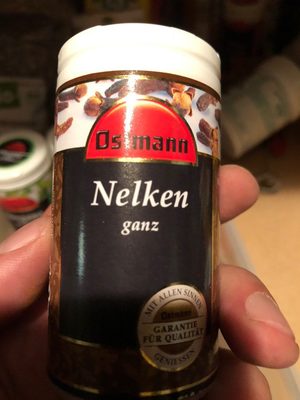 Ostmann
Nelken
ganz
MIT ALLEN SINNEN
Ostmann
GARANTIE
FÜR QUALITÄT
GENIESSEN